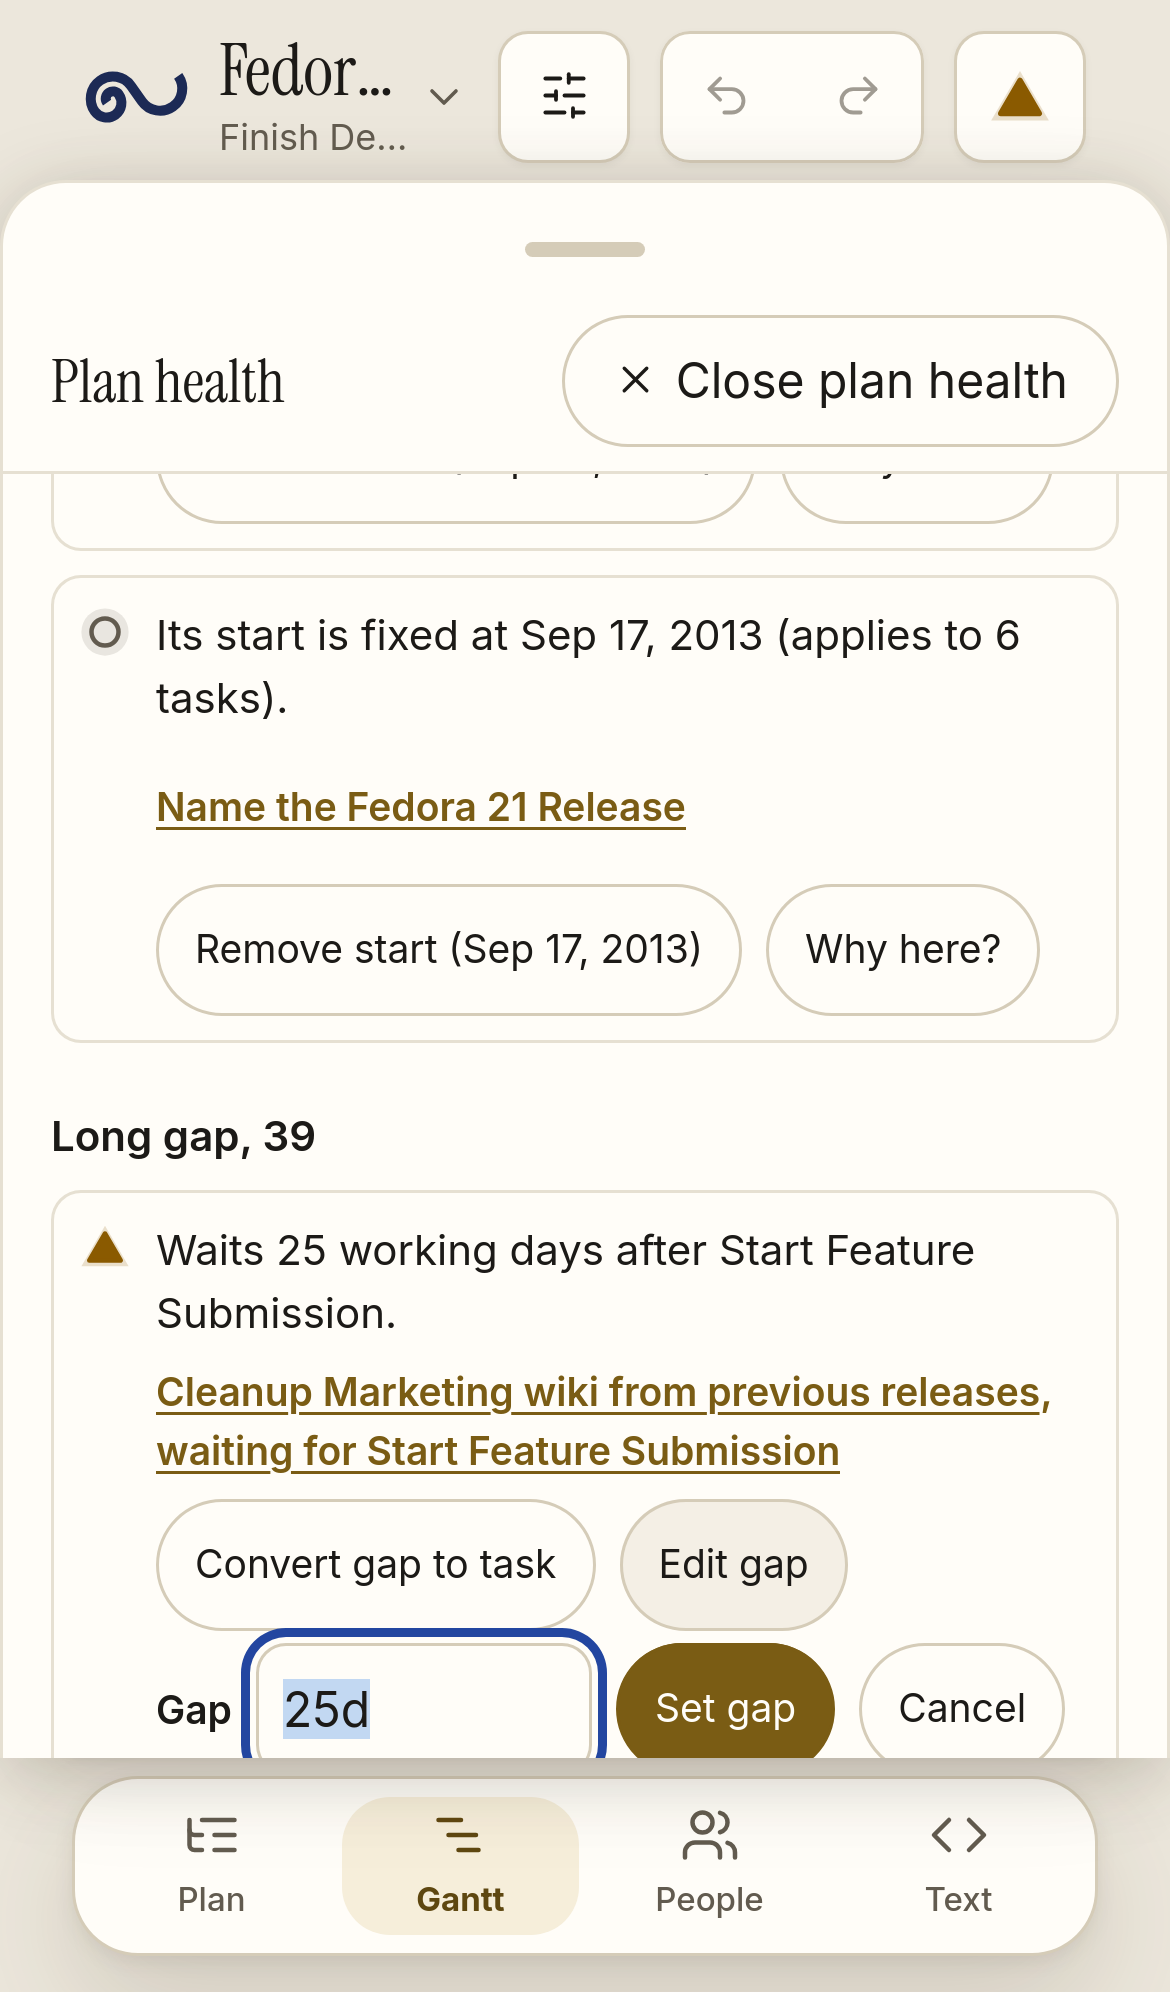 Fedor...
Finish De...
Plan health
Close plan health
Its start is fixed at Sep 17, 2013 (applies to 6
tasks).
Name the Fedora 21 Release
Remove start (Sep 17, 2013)
Why here?
Long gap, 39
Waits 25 working days after Start Feature
Submission.
Cleanup Marketing wiki from previous releases,
waiting for Start Feature Submission
Convert gap to task
Edit gap
Gap
25d
Set gap
Cancel
Plan
Gantt
People
Text